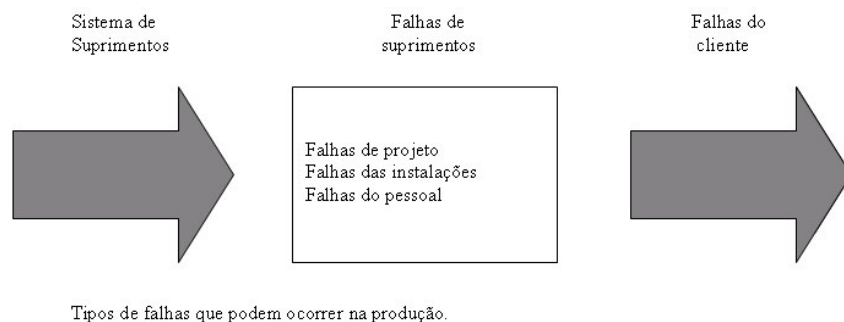 Sistema de
Suprimentos
Falhas de
suprimentos
Falhas do
cliente
Falhas de projeto
Falhas das instalações
Falhas do pessoal
Tipos de falhas que podem ocorrer na produção.